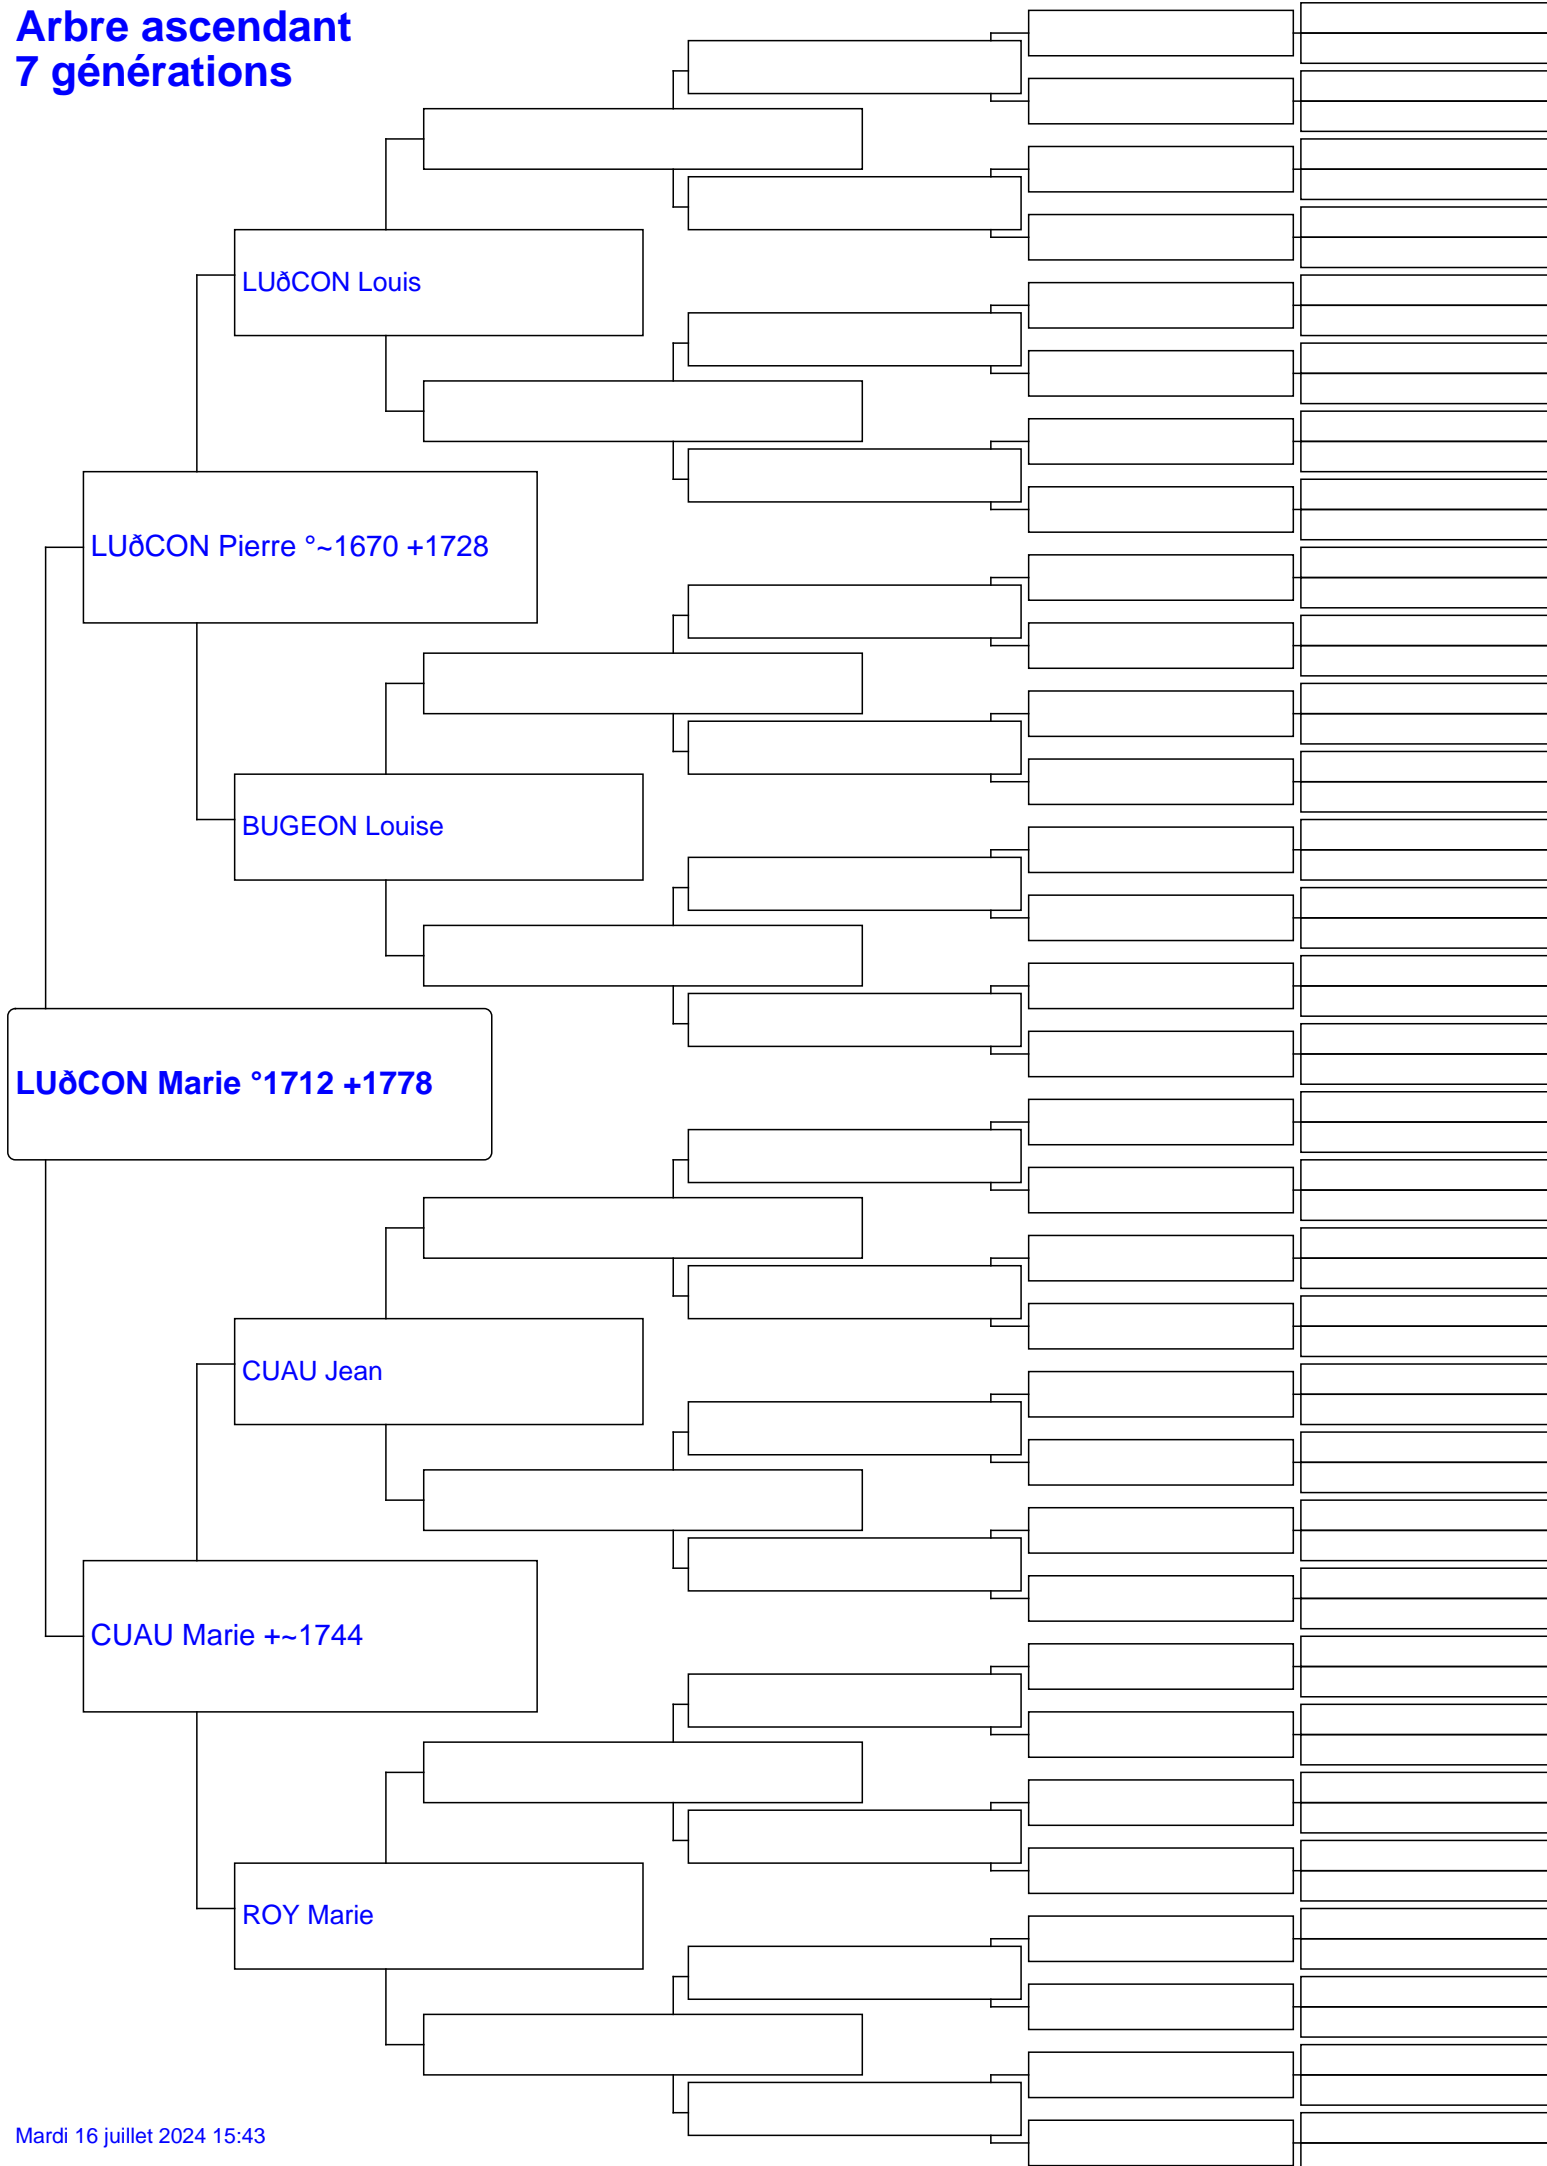 Arbre ascendant
7 générations
LUðCON Louis
LUðCON Pierre °~1670 +1728
BUGEON Louise
LUðCON Marie °1712 +1778
CUAU Jean
CUAU Marie +~1744
ROY Marie
Mardi 16 juillet 2024 15:43